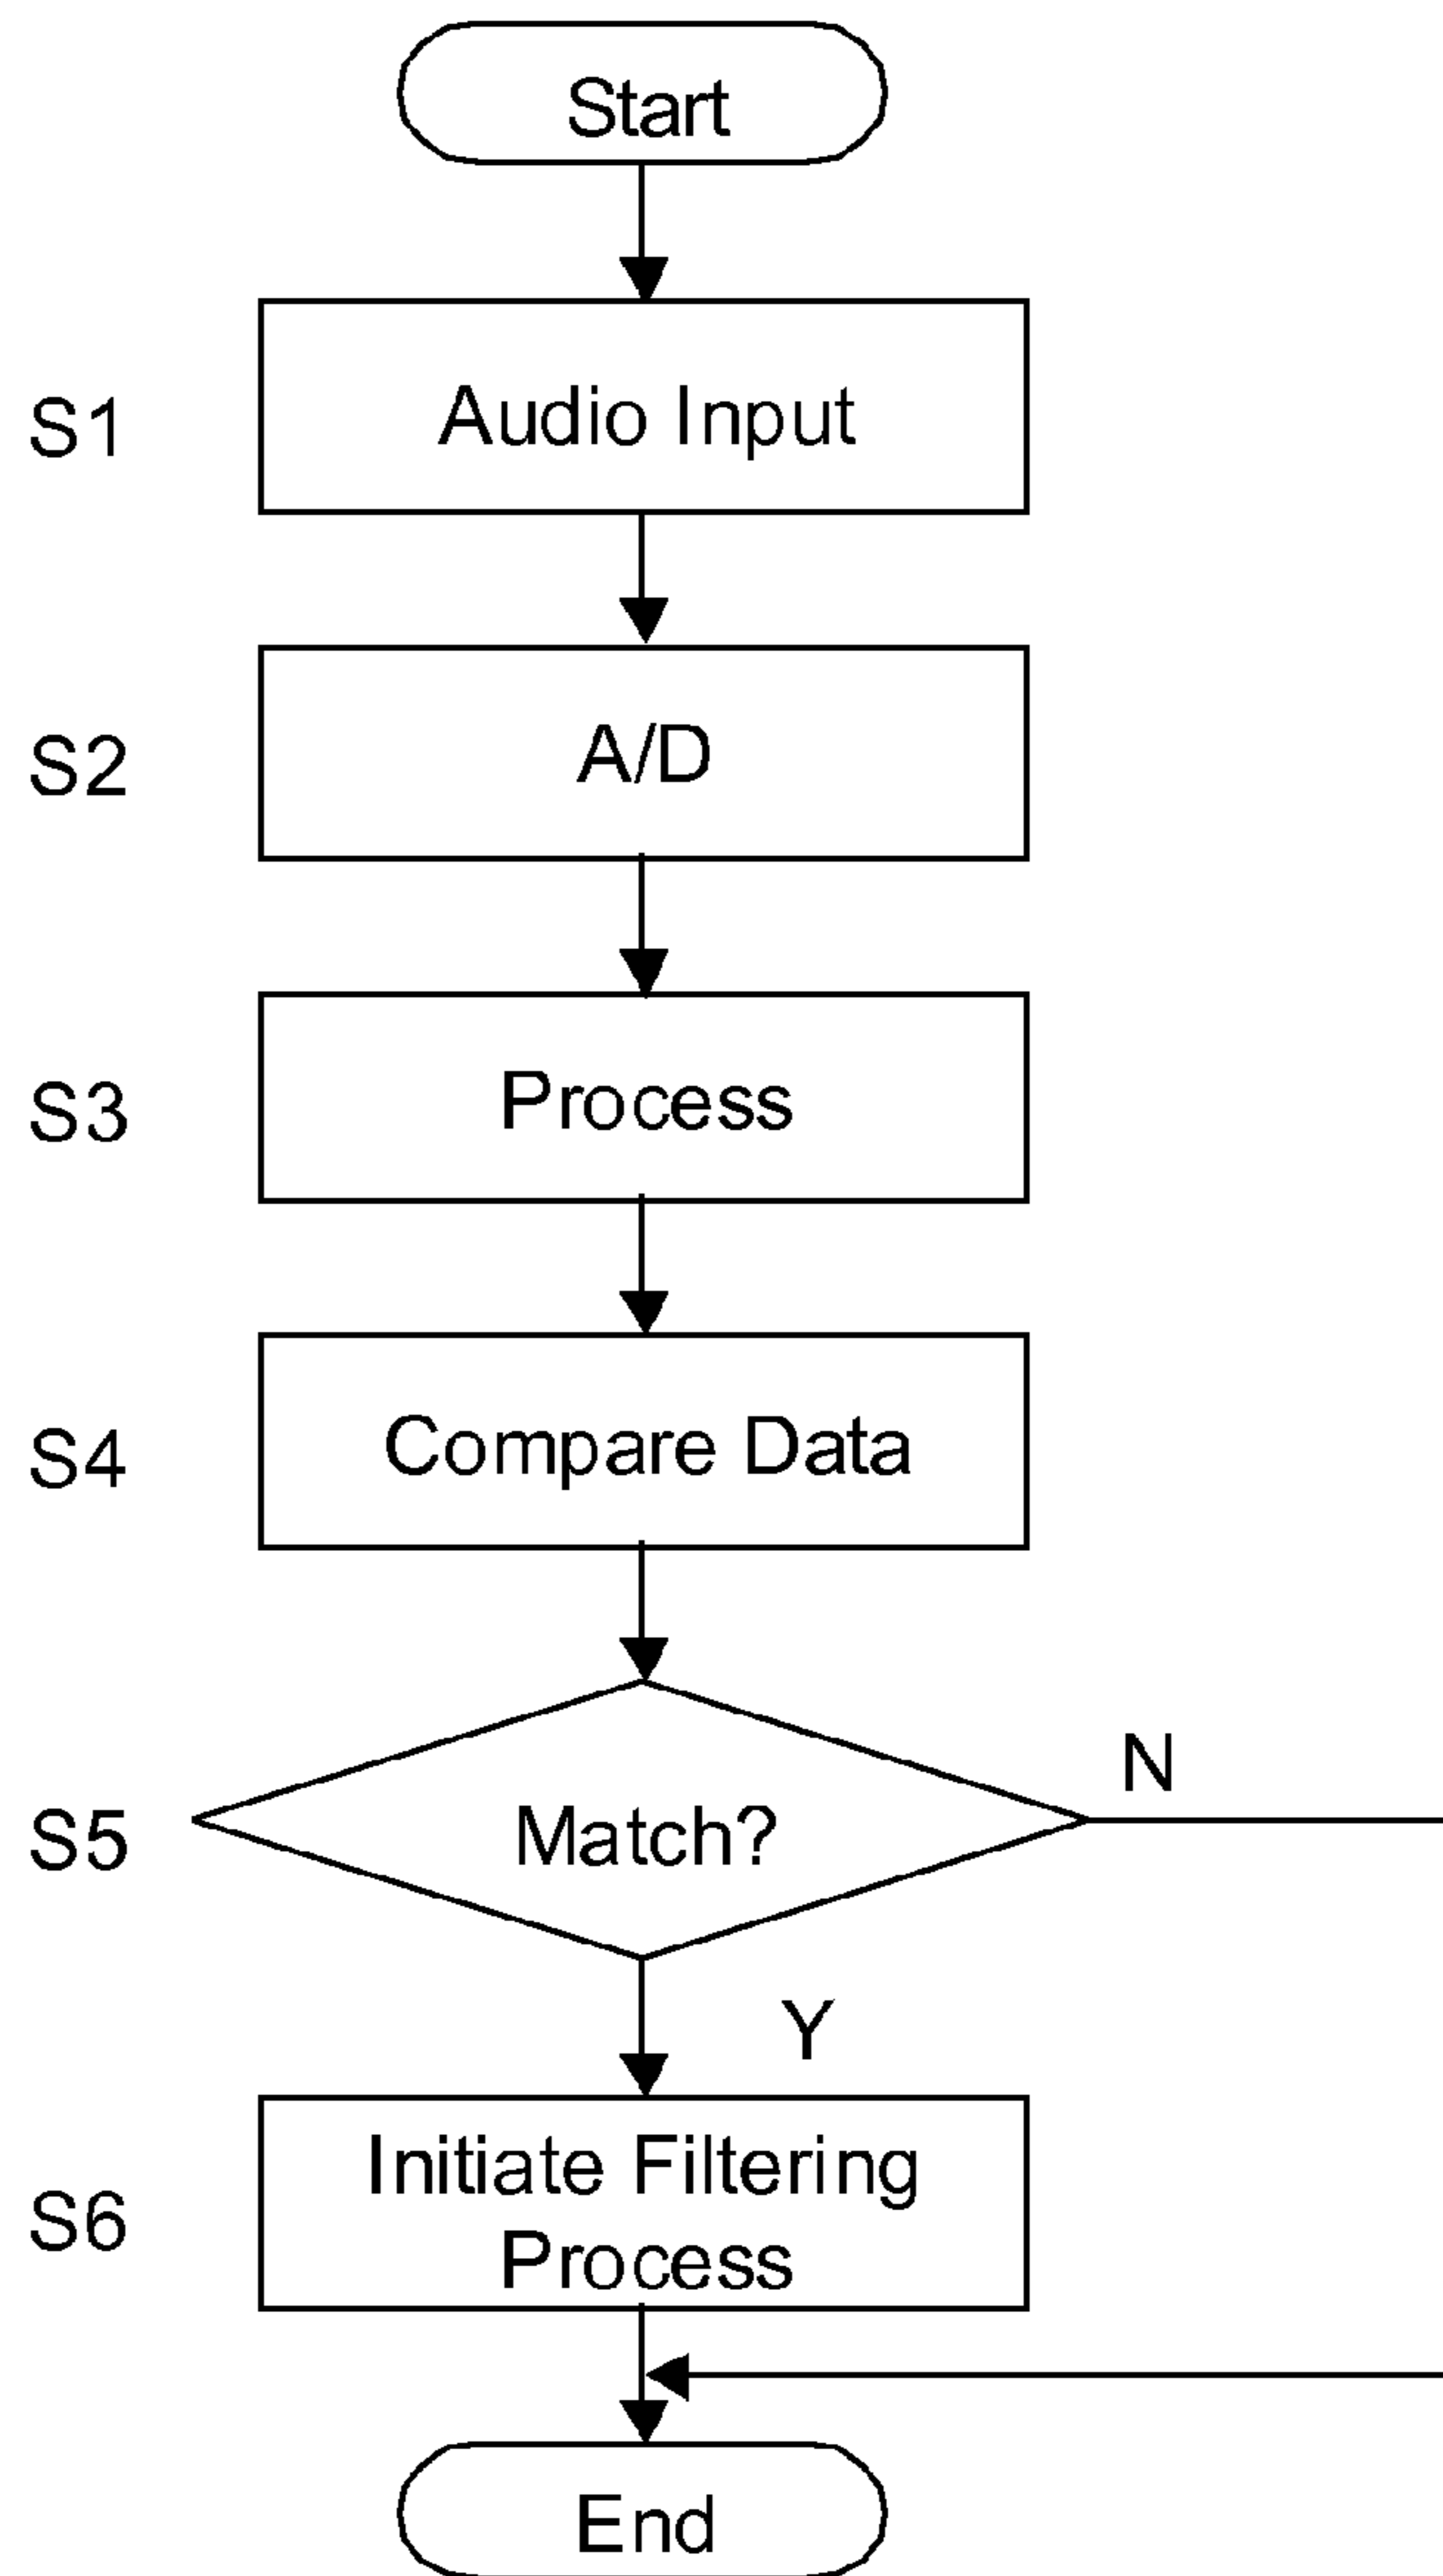 Start
S1
Audio Input
S2
A/D
S3
Process
S4
Compare Data
N
S5
Match?
Y
Initiate Filtering
S6
Process
End